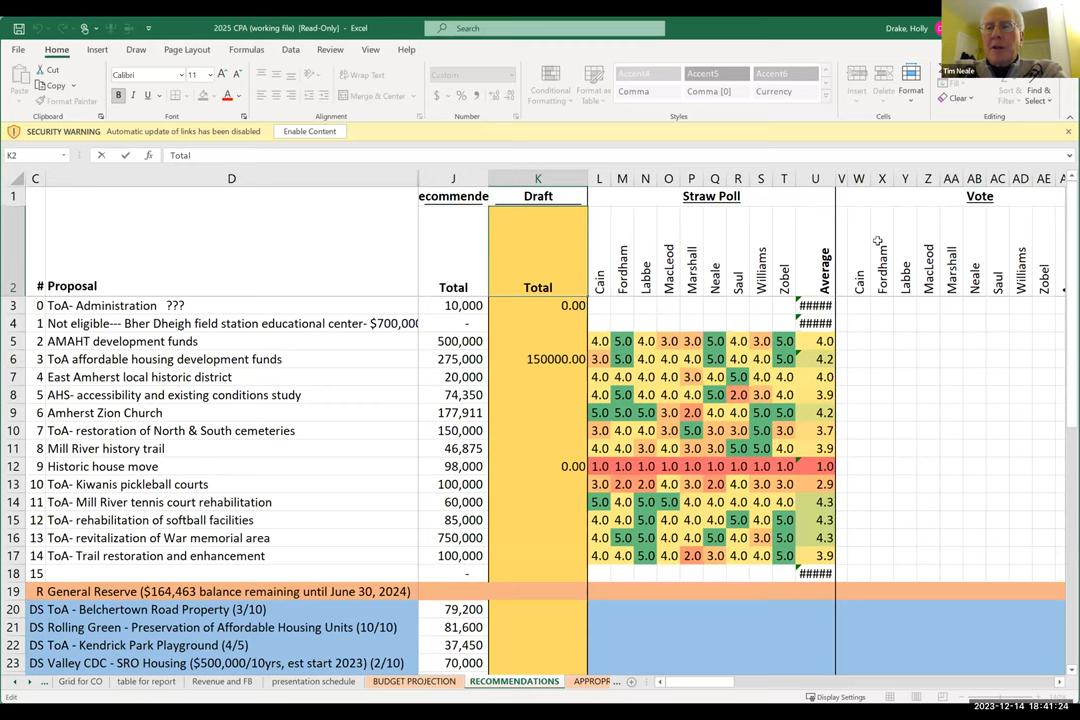 2025 CPA (working file) [Read-Only] - Excel
Search
Drake, Holly
Tim Neale
File Home Insert Draw Page Layout Formulas Data Review View Help
Paste
Cut
Copy
Format Painter
Calibri 11
B I U
Wrap Text
Merge & Center
Custom
$ % 9
Conditional Formatting
Format as Table
Accent4 Accent5 Accent6
Comma Comma [0] Currency
Insert Delete Format
Fill
Clear
Sort & Find &
Filter Select
Clipboard Font Alignment Number Styles Cells Editing
SECURITY WARNING Automatic update of links has been disabled Enable Content
K2 fx Total
C D J K L M N O P Q R S T U V W X Y Z AA AB AC AD AE
1 ecommende Draft Straw Poll Vote
2 # Proposal Total Total Cain Fordham Labbe MacLeod Marshall Neale Saul Williams Zobel Average Cain Fordham Labbe MacLeod Marshall Neale Saul Williams Zobel
3 0 ToA- Administration ??? 10,000 0.00 #####
4 1 Not eligible--- Bher Dheigh field station educational center- $700,000 - #####
5 2 AMAHT development funds 500,000 4.0 5.0 4.0 3.0 3.0 5.0 4.0 3.0 5.0 4.0
6 3 ToA affordable housing development funds 275,000 150000.00 3.0 5.0 4.0 4.0 4.0 5.0 4.0 4.0 5.0 4.2
7 4 East Amherst local historic district 20,000 4.0 4.0 4.0 4.0 3.0 4.0 5.0 4.0 4.0 4.0
8 5 AHS- accessibility and existing conditions study 74,350 4.0 5.0 4.0 4.0 4.0 5.0 2.0 3.0 4.0 3.9
9 6 Amherst Zion Church 177,911 5.0 5.0 5.0 3.0 2.0 4.0 4.0 5.0 5.0 4.2
10 7 ToA- restoration of North & South cemeteries 150,000 3.0 4.0 4.0 3.0 5.0 3.0 3.0 5.0 3.0 3.7
11 8 Mill River history trail 46,875 4.0 4.0 3.0 4.0 3.0 4.0 5.0 5.0 3.0 3.9
12 9 Historic house move 98,000 0.00 1.0 1.0 1.0 1.0 1.0 1.0 1.0 1.0 1.0 1.0
13 10 ToA- Kiwanis pickleball courts 100,000 3.0 2.0 2.0 4.0 3.0 2.0 4.0 3.0 3.0 2.9
14 11 ToA- Mill River tennis court rehabilitation 60,000 5.0 4.0 5.0 5.0 4.0 4.0 4.0 4.0 4.0 4.3
15 12 ToA- rehabilitation of softball facilities 85,000 4.0 4.0 5.0 4.0 4.0 4.0 5.0 4.0 5.0 4.3
16 13 ToA- revitalization of War memorial area 750,000 4.0 5.0 5.0 4.0 4.0 5.0 4.0 3.0 5.0 4.3
17 14 ToA- Trail restoration and enhancement 100,000 4.0 4.0 5.0 2.0 3.0 4.0 4.0 4.0 5.0 3.9
18 15 - #####
19 R General Reserve ($164,463 balance remaining until June 30, 2024)
20 DS ToA - Belchertown Road Property (3/10) 79,200
21 DS Rolling Green - Preservation of Affordable Housing Units (10/10) 81,600
22 DS ToA - Kendrick Park Playground (4/5) 37,450
23 DS Valley CDC - SRO Housing ($500,000/10yrs, est start 2023) (2/10) 70,000
Grid for CO table for report Revenue and FB presentation schedule BUDGET PROJECTION RECOMMENDATIONS APPROPR ...
Edit Display Settings
2023-12-14 18:41:24